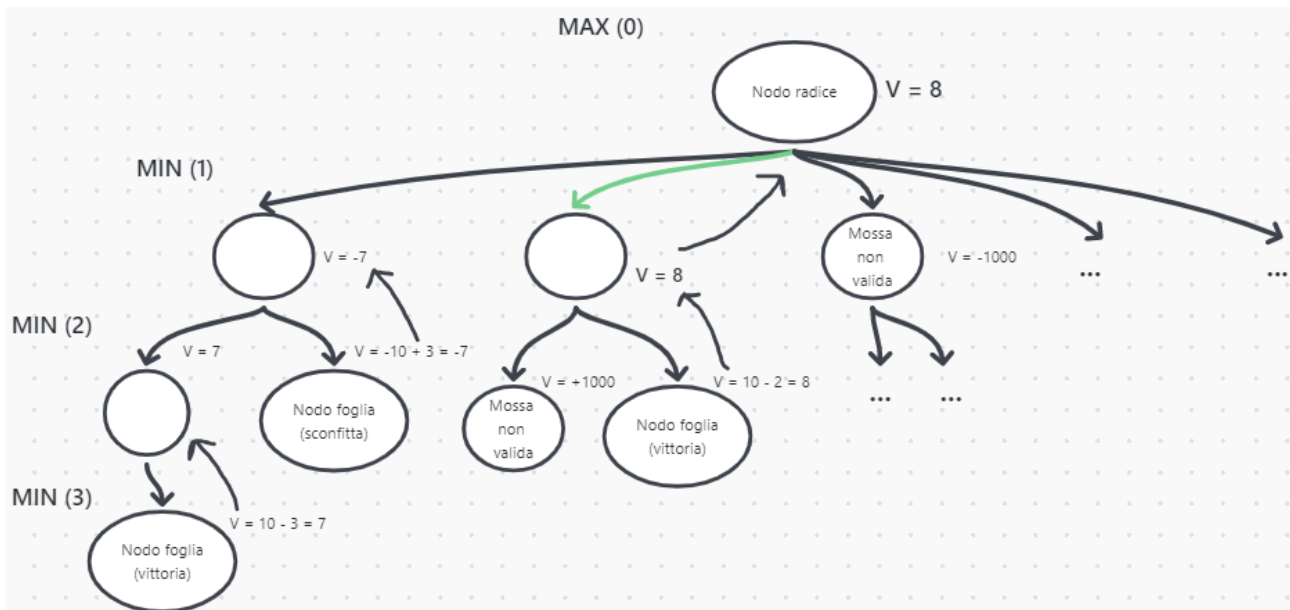 MAX (0)
Nodo radice
V = 8
MIN (1)
V = -7
V = 8
Mossa
non
valida
V = -1000
...
...
MIN (2)
V = 7
V = -10 + 3 = -7
V = +1000
V = 10 - 2 = 8
Nodo foglia
(sconfitta)
Mossa
non
valida
Nodo foglia
(vittoria)
...
...
MIN (3)
V = 10 - 3 = 7
Nodo foglia
(vittoria)